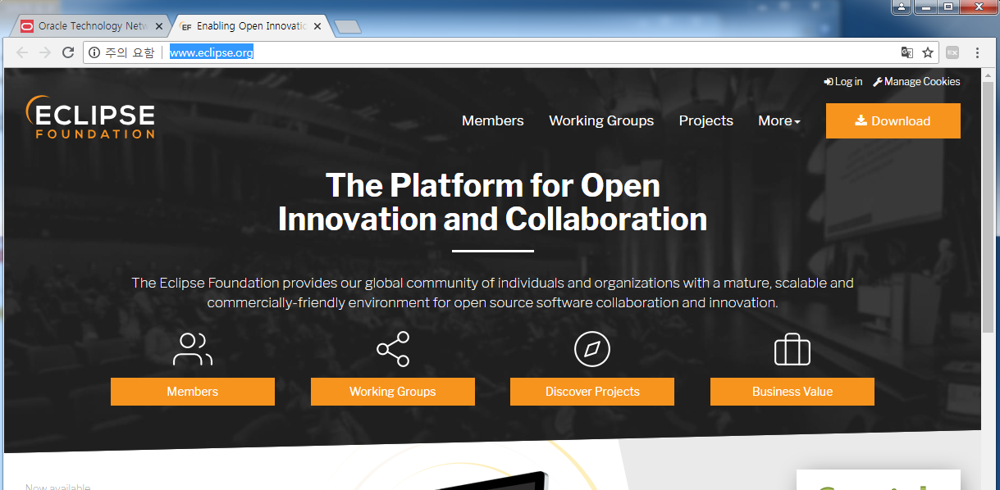 Oracle Technology Netw
EF Enabling Open Innovatic
주의 요함 www.eclipse.org
Log in Manage Cookies
ECLIPSE
FOUNDATION
Members Working Groups Projects More Download
The Platform for Open
Innovation and Collaboration
The Eclipse Foundation provides our global community of individuals and organizations with a mature, scalable and
commercially-friendly environment for open source software collaboration and innovation.
Members Working Groups Discover Projects Business Value
Now available